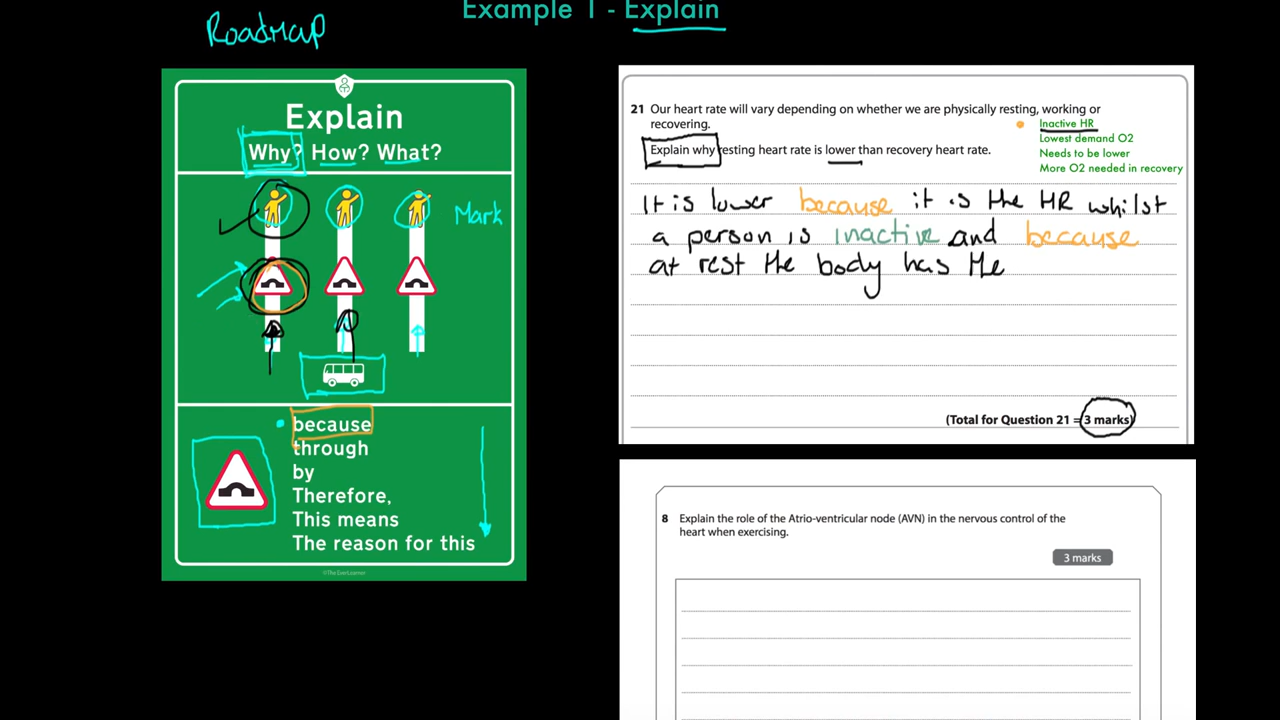 Example 1 - Explain
Roadmap
Explain
Why? How? What?
Mark
because
through
by
Therefore,
This means
The reason for this
©The EverLearner
21 Our heart rate will vary depending on whether we are physically resting, working or
recovering.
Explain why resting heart rate is lower than recovery heart rate.
Inactive HR
Lowest demand O2
Needs to be lower
More O2 needed in recovery
It is lower because it is the HR whilst
a person is inactive and because
at rest the body has the
(Total for Question 21 = 3 marks)
8 Explain the role of the Atrio-ventricular node (AVN) in the nervous control of the
heart when exercising.
3 marks